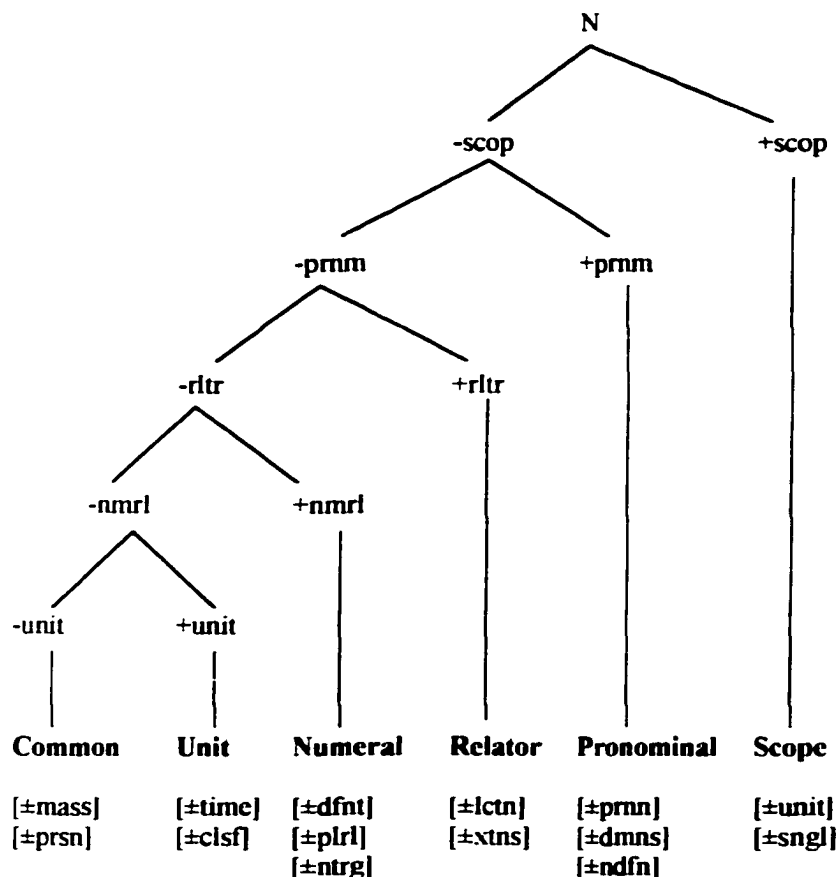 N
-scop +scop
-prnm +prnm
-rltr +rltr
-nmrl +nmrl
-unit +unit
Common Unit Numeral Relator Pronominal Scope
[±mass] [±time] [±dfnt] [±lctn] [±prnn] [±unit]
[±prsn] [±clsf] [±plrl] [±xtns] [±dmns] [±sngl]
[±ntrg] [±ndfn]